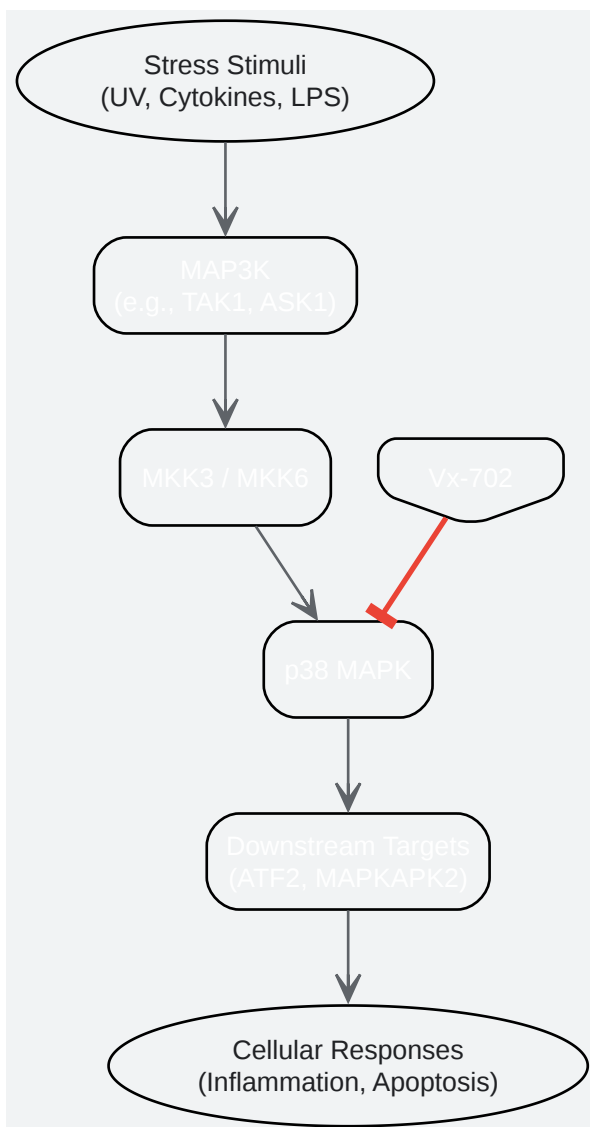 Stress Stimuli
(UV, Cytokines, LPS)
MAP3K
(e.g., TAK1, ASK1)
MKK3 / MKK6
Vx-702
p38 MAPK
Downstream Targets
(ATF2, MAPKAPK2)
Cellular Responses
(Inflammation, Apoptosis)